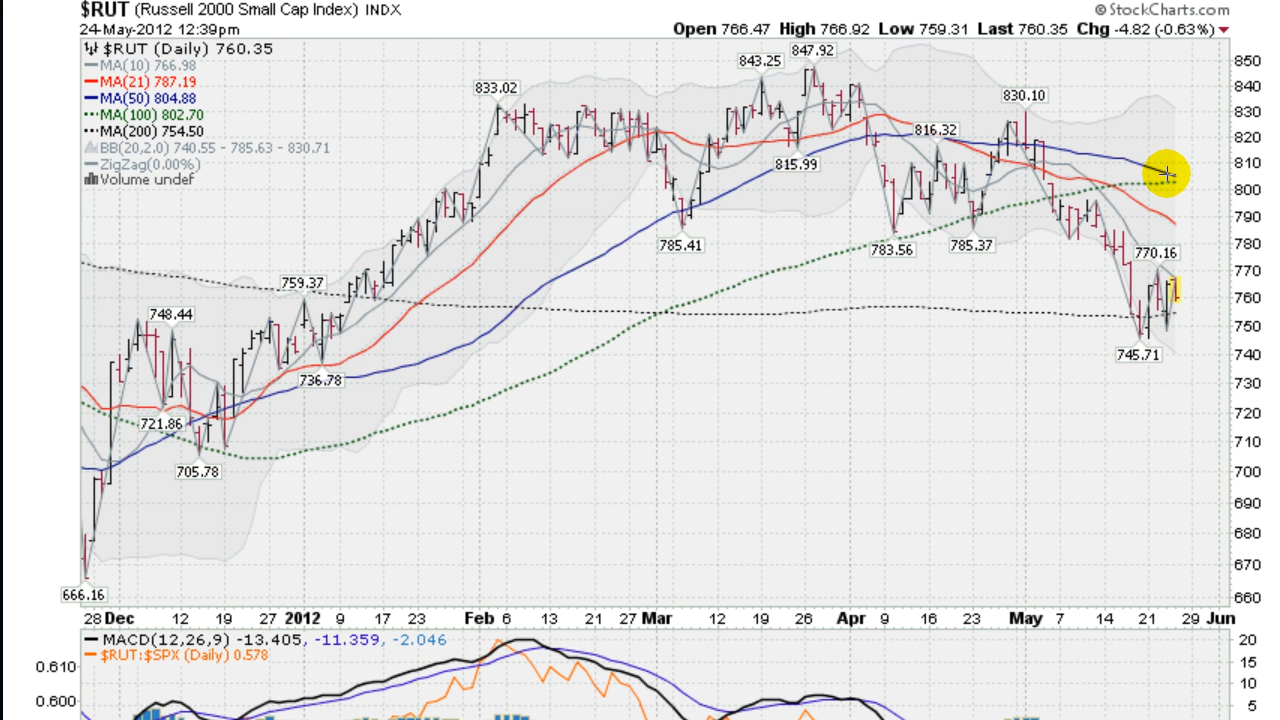 $RUT (Russell 2000 Small Cap Index) INDX
© StockCharts.com
24-May-2012 12:39pm
Open 766.47 High 766.92 Low 759.31 Last 760.35 Chg -4.82 (-0.63%)
$RUT (Daily) 760.35
MA(10) 766.98
MA(21) 787.19
MA(50) 804.88
MA(100) 802.70
MA(200) 754.50
BB(20,2.0) 740.55 - 785.63 - 830.71
ZigZag(0.00%)
Volume undef
847.92
843.25
833.02
830.10
816.32
815.99
785.41
783.56
785.37
770.16
759.37
748.44
745.71
736.78
721.86
705.78
666.16
850
840
830
820
810
800
790
780
770
760
750
740
730
720
710
700
690
680
670
660
28 Dec 12 19 27 2012 9 17 23 Feb 6 13 21 27 Mar 12 19 26 Apr 9 16 23 May 7 14 21 29 Jun
MACD(12,26,9) -13.405, -11.359, -2.046
$RUT:$SPX (Daily) 0.578
0.610
0.600
20
15
10
5